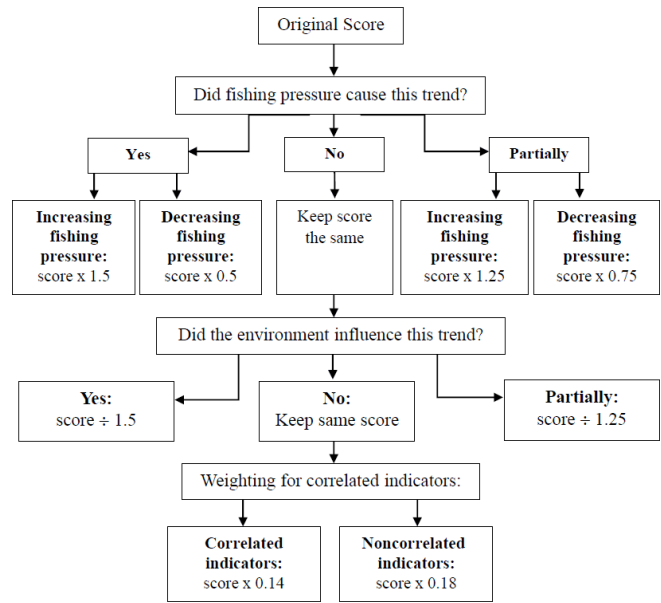 Original Score
Did fishing pressure cause this trend?
Yes
No
Partially
Increasing
fishing
pressure:
score x 1.5
Decreasing
fishing
pressure:
score x 0.5
Keep score
the same
Increasing
fishing
pressure:
score x 1.25
Decreasing
fishing
pressure:
score x 0.75
Did the environment influence this trend?
Yes:
score ÷ 1.5
No:
Keep same score
Partially:
score ÷ 1.25
Weighting for correlated indicators:
Correlated
indicators:
score x 0.14
Noncorrelated
indicators:
score x 0.18